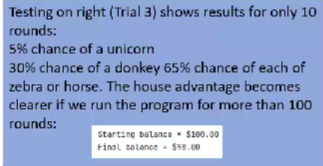 Testing on right (Trial 3) shows results for only 10
rounds:
5% chance of a unicorn
30% chance of a donkey 65% chance of each of
zebra or horse. The house advantage becomes
clearer if we run the program for more than 100
rounds:
Starting balance = $100.00
Final balance = $98.00